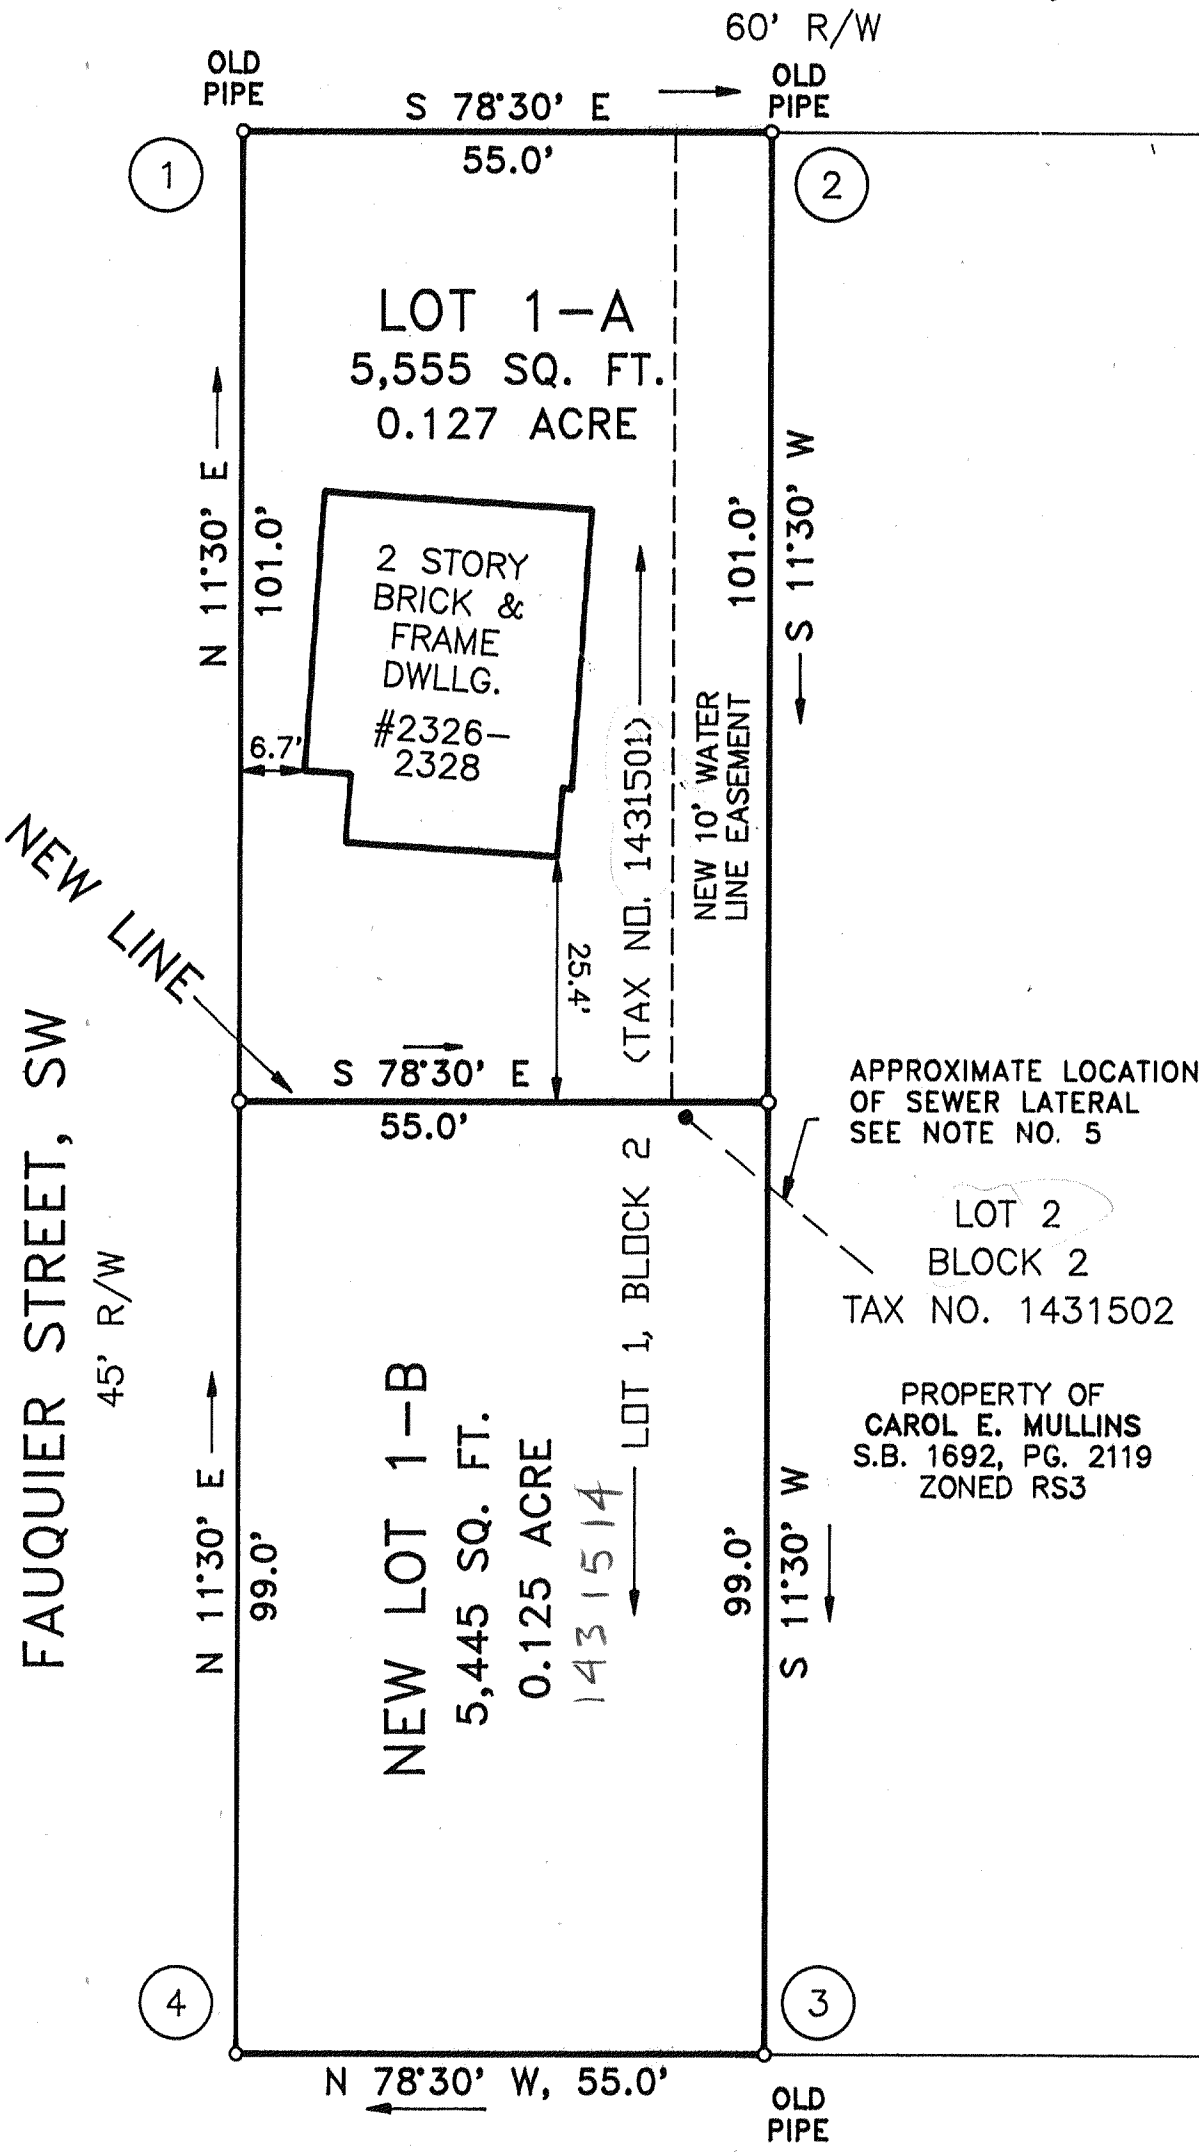 60' R/W
OLD
PIPE
OLD
PIPE
S 78°30' E
55.0'
1
2
LOT 1-A
5,555 SQ. FT.
0.127 ACRE
N 11°30' E
101.0'
101.0'
S 11°30' W
2 STORY
BRICK &
FRAME
DWLLG.
#2326-
2328
6.7'
(TAX NO. 1431501)
NEW 10' WATER
LINE EASEMENT
25.4'
NEW LINE
S 78°30' E
55.0'
FAUQUIER STREET, SW
45' R/W
APPROXIMATE LOCATION
OF SEWER LATERAL
SEE NOTE NO. 5
LOT 2
BLOCK 2
TAX NO. 1431502
PROPERTY OF
CAROL E. MULLINS
S.B. 1692, PG. 2119
ZONED RS3
LOT 1, BLOCK 2
NEW LOT 1-B
5,445 SQ. FT.
0.125 ACRE
1431514
N 11°30' E
99.0'
99.0'
S 11°30' W
4
3
N 78°30' W, 55.0'
OLD
PIPE